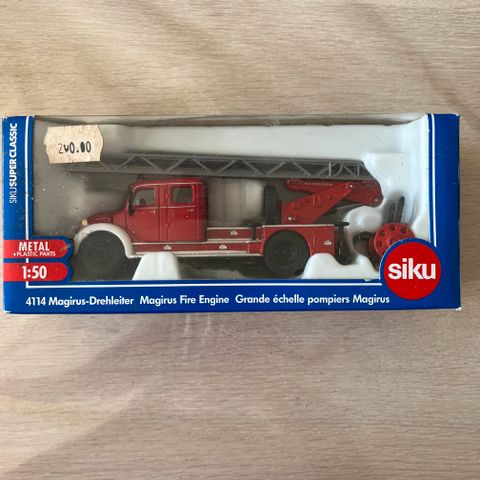 240.00
SIKU SUPER CLASSIC
METAL
+ PLASTIC PARTS
1:50
siku
4114 Magirus-Drehleiter Magirus Fire Engine Grande échelle pompiers Magirus